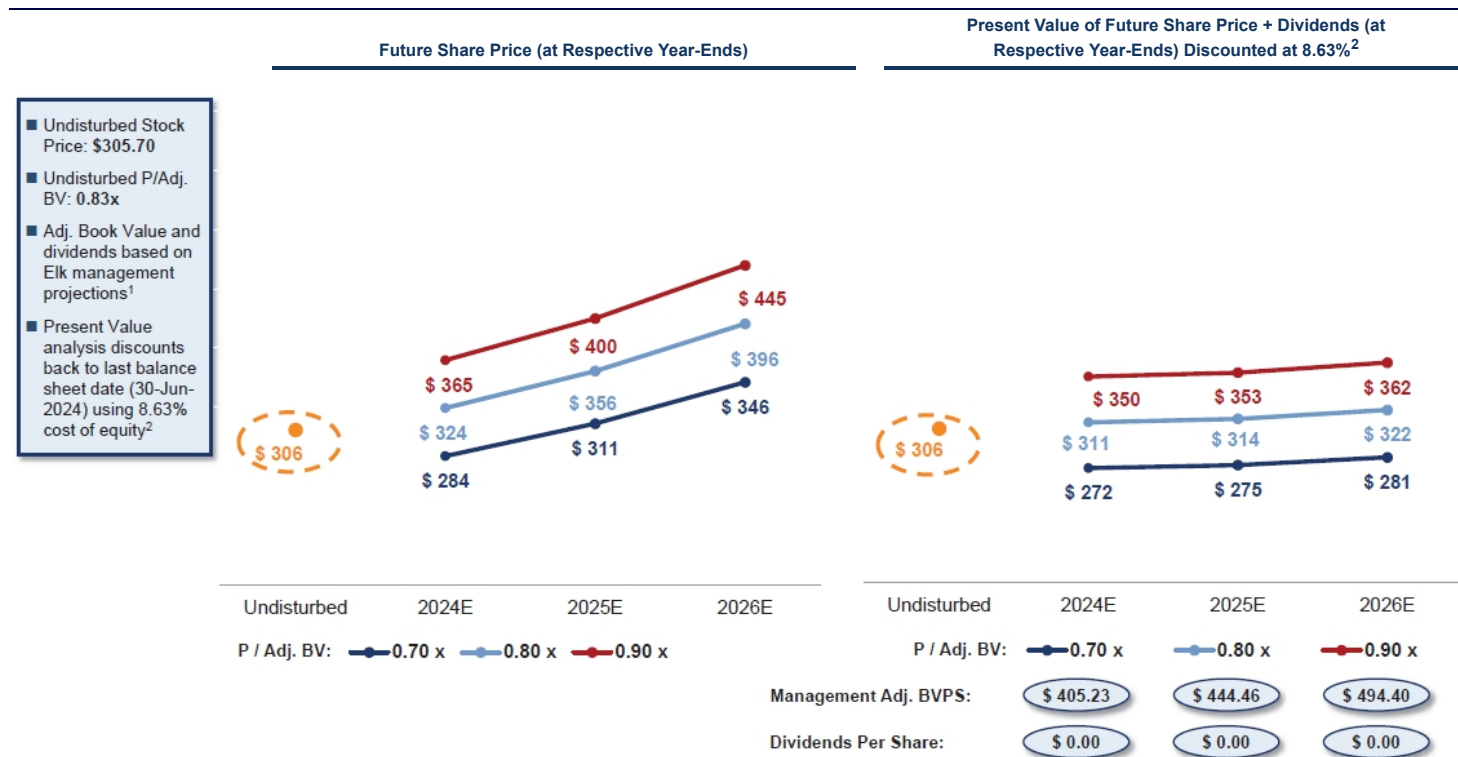 Future Share Price (at Respective Year-Ends)
Present Value of Future Share Price + Dividends (at
Respective Year-Ends) Discounted at 8.63%2
■ Undisturbed Stock
Price: $305.70
■ Undisturbed P/Adj.
BV: 0.83x
■ Adj. Book Value and
dividends based on
Elk management
projections1
■ Present Value
analysis discounts
back to last balance
sheet date (30-Jun-
2024) using 8.63%
cost of equity2
$ 306
$ 365
$ 400
$ 445
$ 324
$ 356
$ 396
$ 284
$ 311
$ 346
Undisturbed 2024E 2025E 2026E
P / Adj. BV: 0.70 x 0.80 x 0.90 x
$ 306
$ 350
$ 353
$ 362
$ 311
$ 314
$ 322
$ 272
$ 275
$ 281
Undisturbed 2024E 2025E 2026E
P / Adj. BV: 0.70 x 0.80 x 0.90 x
Management Adj. BVPS: $ 405.23 $ 444.46 $ 494.40
Dividends Per Share: $ 0.00 $ 0.00 $ 0.00